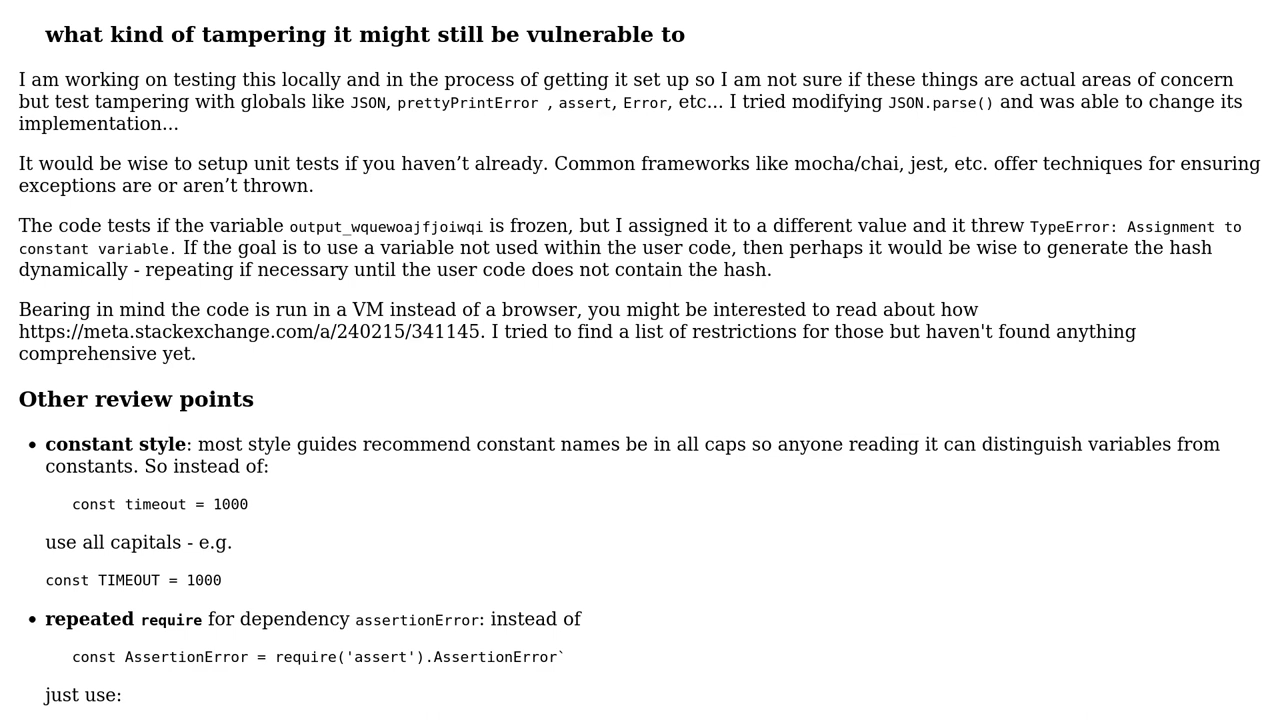 what kind of tampering it might still be vulnerable to
I am working on testing this locally and in the process of getting it set up so I am not sure if these things are actual areas of concern
but test tampering with globals like JSON, prettyPrintError , assert, Error, etc... I tried modifying JSON.parse() and was able to change its
implementation...
It would be wise to setup unit tests if you haven’t already. Common frameworks like mocha/chai, jest, etc. offer techniques for ensuring
exceptions are or aren’t thrown.
The code tests if the variable output_wquewoajfjoiwqi is frozen, but I assigned it to a different value and it threw TypeError: Assignment to
constant variable. If the goal is to use a variable not used within the user code, then perhaps it would be wise to generate the hash
dynamically - repeating if necessary until the user code does not contain the hash.
Bearing in mind the code is run in a VM instead of a browser, you might be interested to read about how
https://meta.stackexchange.com/a/240215/341145. I tried to find a list of restrictions for those but haven't found anything
comprehensive yet.
Other review points
• constant style: most style guides recommend constant names be in all caps so anyone reading it can distinguish variables from
constants. So instead of:
const timeout = 1000
use all capitals - e.g.
const TIMEOUT = 1000
• repeated require for dependency assertionError: instead of
const AssertionError = require('assert').AssertionError`
just use: